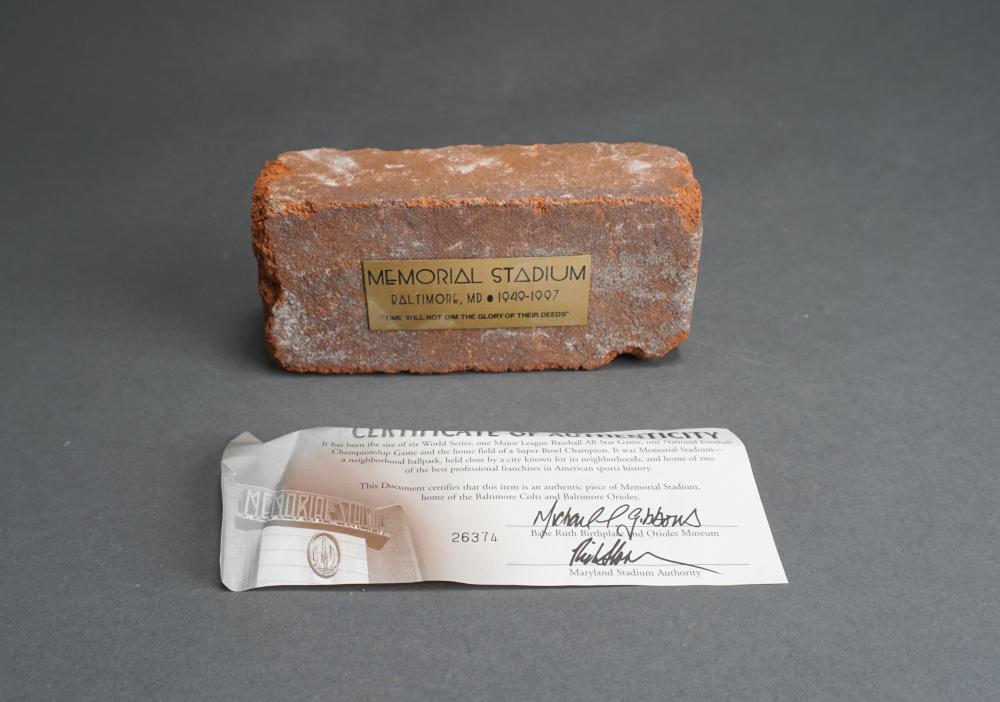 MEMORIAL STADIUM
BALTIMORE, MD • 1949-1997
"TIME WILL NOT DIM THE GLORY OF THEIR DEEDS"
CERTIFICATE OF AUTHENTICITY
It has been the site of six World Series, one Major League Baseball All-Star Game, one National Football
Championship Game and the home field of a Super Bowl Champion. It was Memorial Stadium—
a neighborhood ballpark, held close by a city known for its neighborhoods, and home of two
of the best professional franchises in American sports history.
This Document certifies that this item is an authentic piece of Memorial Stadium,
home of the Baltimore Colts and Baltimore Orioles.
MEMORIAL STADIUM
Michael Gibbons
26374
Babe Ruth Birthplace and Orioles Museum
Maryland Stadium Authority